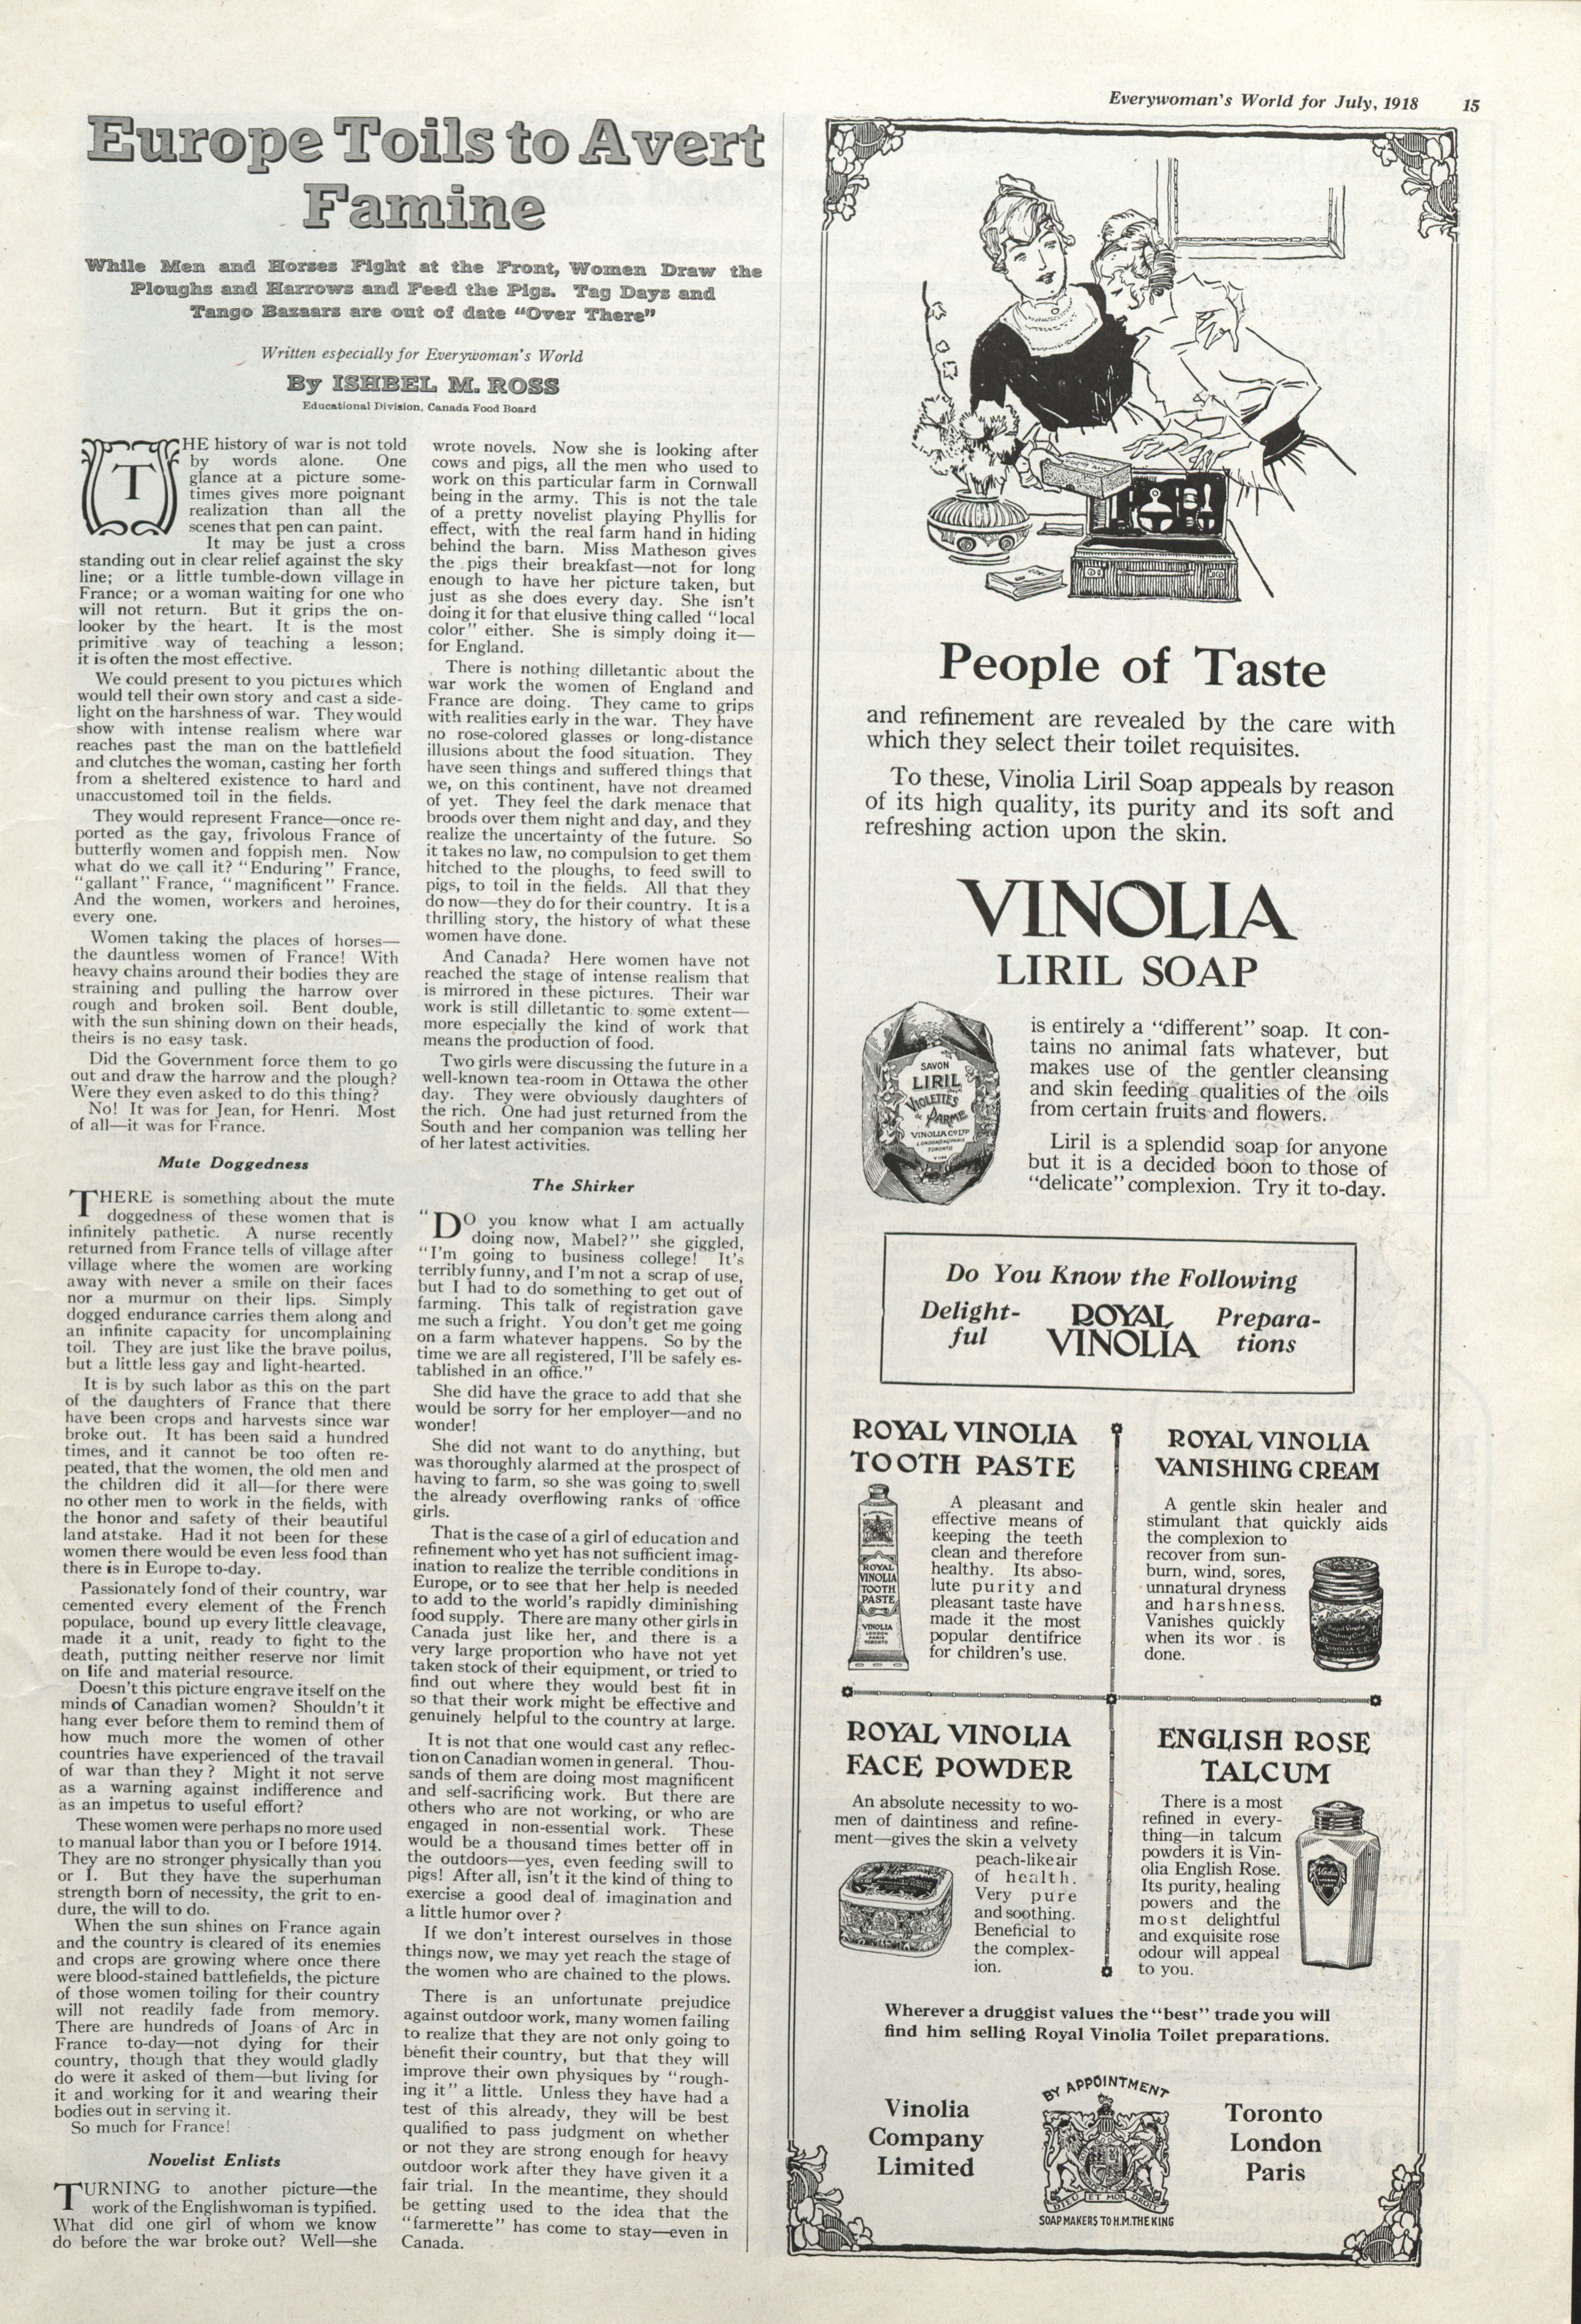 Everywoman's World for July, 1918 15
Europe Toils to Avert
Famine
While Men and Horses Fight at the Front, Women Draw the
Ploughs and Harrows and Feed the Pigs. Tag Days and
Tango Bazaars are out of date "Over There"
Written especially for Everywoman's World
By ISHBEL M. ROSS
Educational Division, Canada Food Board
THE history of war is not told
by words alone. One
glance at a picture some-
times gives more poignant
realization than all the
scenes that pen can paint.
It may be just a cross
standing out in clear relief against the sky
line; or a little tumble-down village in
France; or a woman waiting for one who
will not return. But it grips the on-
looker by the heart. It is the most
primitive way of teaching a lesson;
it is often the most effective.
We could present to you pictures which
would tell their own story and cast a side-
light on the harshness of war. They would
show with intense realism where war
reaches past the man on the battlefield
and clutches the woman, casting her forth
from a sheltered existence to hard and
unaccustomed toil in the fields.
They would represent France—once re-
ported as the gay, frivolous France of
butterfly women and foppish men. Now
what do we call it? "Enduring" France,
"gallant" France, "magnificent" France.
And the women, workers and heroines,
every one.
Women taking the places of horses—
the dauntless women of France! With
heavy chains around their bodies they are
straining and pulling the harrow over
rough and broken soil. Bent double,
with the sun shining down on their heads,
theirs is no easy task.
Did the Government force them to go
out and draw the harrow and the plough?
Were they even asked to do this thing?
No! It was for Jean, for Henri. Most
of all—it was for France.
Mute Doggedness
THERE is something about the mute
doggedness of these women that is
infinitely pathetic. A nurse recently
returned from France tells of village after
village where the women are working
away with never a smile on their faces
nor a murmur on their lips. Simply
dogged endurance carries them along and
an infinite capacity for uncomplaining
toil. They are just like the brave poilus,
but a little less gay and light-hearted.
It is by such labor as this on the part
of the daughters of France that there
have been crops and harvests since war
broke out. It has been said a hundred
times, and it cannot be too often re-
peated, that the women, the old men and
the children did it all—for there were
no other men to work in the fields, with
the honor and safety of their beautiful
land atstake. Had it not been for these
women there would be even less food than
there is in Europe to-day.
Passionately fond of their country, war
cemented every element of the French
populace, bound up every little cleavage,
made it a unit, ready to fight to the
death, putting neither reserve nor limit
on life and material resource.
Doesn't this picture engrave itself on the
minds of Canadian women? Shouldn't it
hang ever before them to remind them of
how much more the women of other
countries have experienced of the travail
of war than they? Might it not serve
as a warning against indifference and
as an impetus to useful effort?
These women were perhaps no more used
to manual labor than you or I before 1914.
They are no stronger physically than you
or I. But they have the superhuman
strength born of necessity, the grit to en-
dure, the will to do.
When the sun shines on France again
and the country is cleared of its enemies
and crops are growing where once there
were blood-stained battlefields, the picture
of those women toiling for their country
will not readily fade from memory.
There are hundreds of Joans of Arc in
France to-day—not dying for their
country, though that they would gladly
do were it asked of them—but living for
it and working for it and wearing their
bodies out in serving it.
So much for France!
Novelist Enlists
TURNING to another picture—the
work of the Englishwoman is typified.
What did one girl of whom we know
do before the war broke out? Well—she
wrote novels. Now she is looking after
cows and pigs, all the men who used to
work on this particular farm in Cornwall
being in the army. This is not the tale
of a pretty novelist playing Phyllis for
effect, with the real farm hand in hiding
behind the barn. Miss Matheson gives
the pigs their breakfast—not for long
enough to have her picture taken, but
just as she does every day. She isn't
doing it for that elusive thing called "local
color" either. She is simply doing it—
for England.
There is nothing dilletantic about the
war work the women of England and
France are doing. They came to grips
with realities early in the war. They have
no rose-colored glasses or long-distance
illusions about the food situation. They
have seen things and suffered things that
we, on this continent, have not dreamed
of yet. They feel the dark menace that
broods over them night and day, and they
realize the uncertainty of the future. So
it takes no law, no compulsion to get them
hitched to the ploughs, to feed swill to
pigs, to toil in the fields. All that they
do now—they do for their country. It is a
thrilling story, the history of what these
women have done.
And Canada? Here women have not
reached the stage of intense realism that
is mirrored in these pictures. Their war
work is still dilletantic to some extent—
more especially the kind of work that
means the production of food.
Two girls were discussing the future in a
well-known tea-room in Ottawa the other
day. They were obviously daughters of
the rich. One had just returned from the
South and her companion was telling her
of her latest activities.
The Shirker
"DO you know what I am actually
doing now, Mabel?" she giggled,
"I'm going to business college! It's
terribly funny, and I'm not a scrap of use,
but I had to do something to get out of
farming. This talk of registration gave
me such a fright. You don't get me going
on a farm whatever happens. So by the
time we are all registered, I'll be safely es-
tablished in an office."
She did have the grace to add that she
would be sorry for her employer—and no
wonder!
She did not want to do anything, but
was thoroughly alarmed at the prospect of
having to farm, so she was going to swell
the already overflowing ranks of office
girls.
That is the case of a girl of education and
refinement who yet has not sufficient imag-
ination to realize the terrible conditions in
Europe, or to see that her help is needed
to add to the world's rapidly diminishing
food supply. There are many other girls in
Canada just like her, and there is a
very large proportion who have not yet
taken stock of their equipment, or tried to
find out where they would best fit in
so that their work might be effective and
genuinely helpful to the country at large.
It is not that one would cast any reflec-
tion on Canadian women in general. Thou-
sands of them are doing most magnificent
and self-sacrificing work. But there are
others who are not working, or who are
engaged in non-essential work. These
would be a thousand times better off in
the outdoors—yes, even feeding swill to
pigs! After all, isn't it the kind of thing to
exercise a good deal of imagination and
a little humor over?
If we don't interest ourselves in those
things now, we may yet reach the stage of
the women who are chained to the plows.
There is an unfortunate prejudice
against outdoor work, many women failing
to realize that they are not only going to
benefit their country, but that they will
improve their own physiques by "rough-
ing it" a little. Unless they have had a
test of this already, they will be best
qualified to pass judgment on whether
or not they are strong enough for heavy
outdoor work after they have given it a
fair trial. In the meantime, they should
be getting used to the idea that the
"farmerette" has come to stay—even in
Canada.
People of Taste
and refinement are revealed by the care with
which they select their toilet requisites.
To these, Vinolia Liril Soap appeals by reason
of its high quality, its purity and its soft and
refreshing action upon the skin.
VINOLIA
LIRIL SOAP
SAVON
LIRIL
VIOLETTES
de PARME
VINOLIA CO LTD
LONDON PARIS
TORONTO
is entirely a "different" soap. It con-
tains no animal fats whatever, but
makes use of the gentler cleansing
and skin feeding qualities of the oils
from certain fruits and flowers.
Liril is a splendid soap for anyone
but it is a decided boon to those of
"delicate" complexion. Try it to-day.
Do You Know the Following
Delight-
ful
ROYAL
VINOLIA
Prepara-
tions
ROYAL VINOLIA
TOOTH PASTE
ROYAL
VINOLIA
TOOTH
PASTE
VINOLIA
LONDON
PARIS
TORONTO
A pleasant and
effective means of
keeping the teeth
clean and therefore
healthy. Its abso-
lute purity and
pleasant taste have
made it the most
popular dentifrice
for children's use.
ROYAL VINOLIA
VANISHING CREAM
A gentle skin healer and
stimulant that quickly aids
the complexion to
recover from sun-
burn, wind, sores,
unnatural dryness
and harshness.
Vanishes quickly
when its wor . is
done.
ROYAL VINOLIA
FACE POWDER
An absolute necessity to wo-
men of daintiness and refine-
ment—gives the skin a velvety
peach-like air
of health.
Very pure
and soothing.
Beneficial to
the complex-
ion.
ENGLISH ROSE
TALCUM
There is a most
refined in every-
thing—in talcum
powders it is Vin-
olia English Rose.
Its purity, healing
powers and the
most delightful
and exquisite rose
odour will appeal
to you.
Wherever a druggist values the "best" trade you will
find him selling Royal Vinolia Toilet preparations.
Vinolia
Company
Limited
BY APPOINTMENT
DIEU ET MON DROIT
SOAP MAKERS TO H.M. THE KING
Toronto
London
Paris